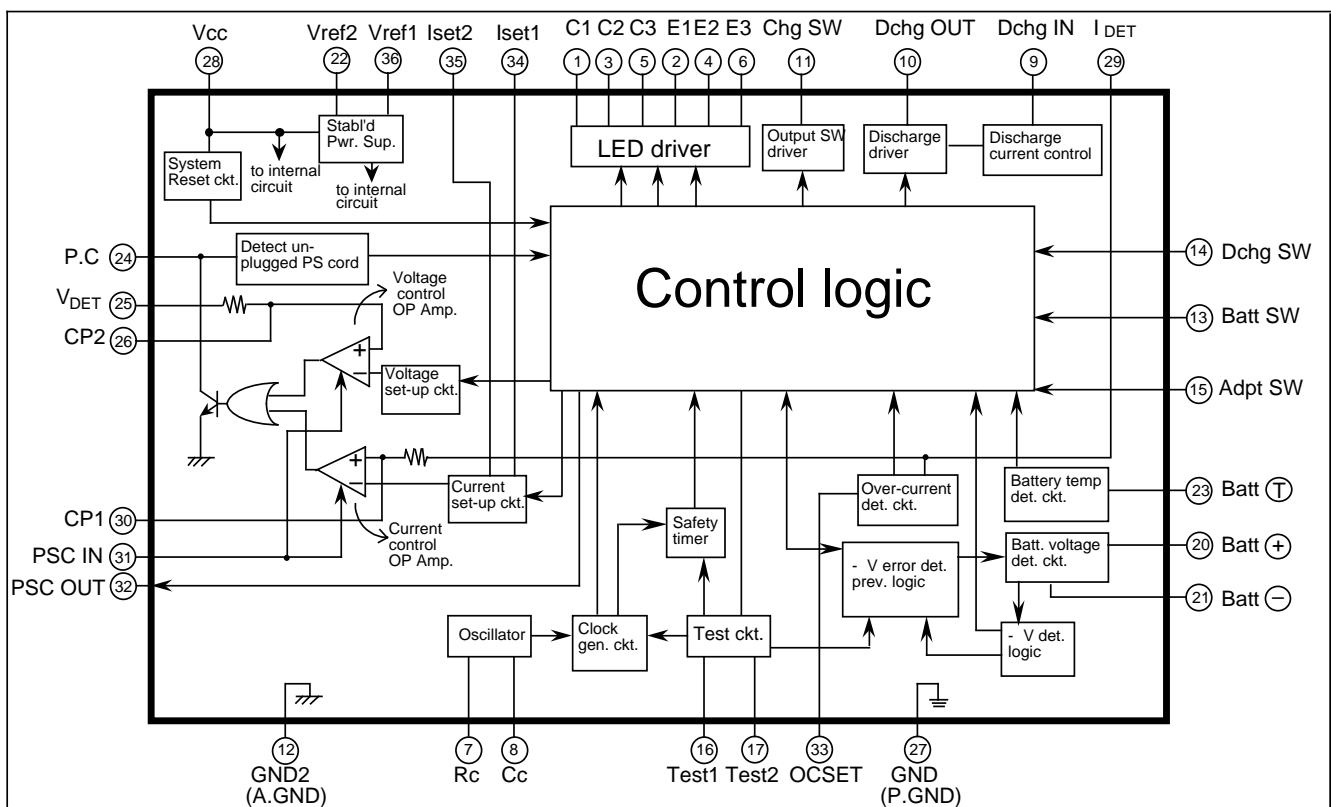 Vcc Vref2 Vref1 Iset2 Iset1 C1 C2 C3 E1 E2 E3 Chg SW Dchg OUT Dchg IN I DET
28 22 36 35 34 1 3 5 2 4 6 11 10 9 29
Stabl'd
Pwr. Sup.
System
Reset ckt.
to internal
circuit
to internal
circuit
LED driver
Output SW
driver
Discharge
driver
Discharge
current control
P.C 24
Detect un-
plugged PS cord
VDET 25
CP2 26
Voltage
control
OP Amp.
Control logic
14 Dchg SW
13 Batt SW
15 Adpt SW
+
−
Voltage
set-up ckt.
+
−
Current
set-up ckt.
Current
control
OP Amp.
CP1 30
PSC IN 31
PSC OUT 32
Over-current
det. ckt.
Battery temp
det. ckt.
23 Batt T
Safety
timer
- V error det.
prev. logic
Batt. voltage
det. ckt.
20 Batt +
21 Batt −
Oscillator
Clock
gen. ckt.
Test ckt.
- V det.
logic
12 7 8 16 17 33 27
GND2
(A.GND)
Rc Cc Test1 Test2 OCSET
GND
(P.GND)